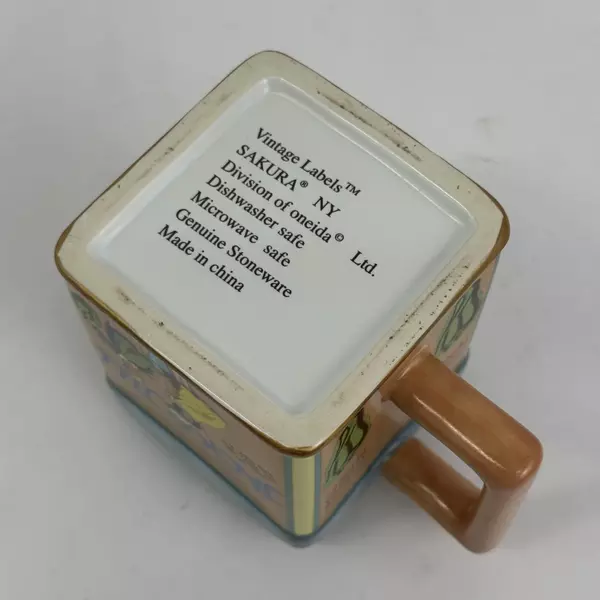 Vintage Labels™
SAKURA® NY
Division of oneida© Ltd.
Dishwasher safe
Microwave safe
Genuine Stoneware
Made in china